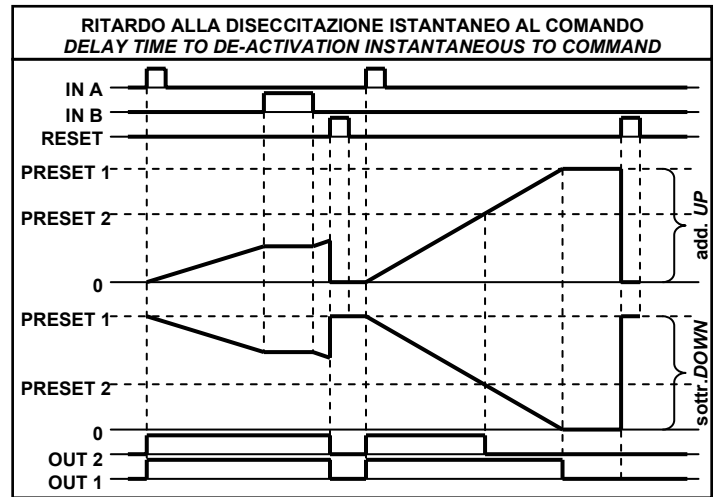 RITARDO ALLA DISECCITAZIONE ISTANTANEO AL COMANDO
DELAY TIME TO DE-ACTIVATION INSTANTANEOUS TO COMMAND
IN A
IN B
RESET
PRESET 1
PRESET 2
0
add. UP
PRESET 1
PRESET 2
0
sottr.DOWN
OUT 2
OUT 1